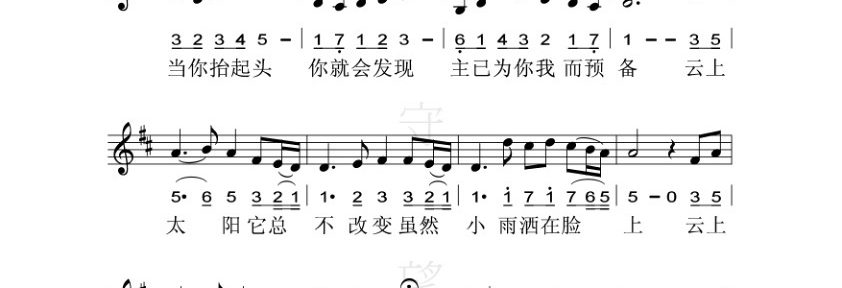 3 2 3 4 5 – | 1 7 1 2 3 – | 6 1 4 3 2 1 7 | 1 – – 3 5 |
当你抬起头 你就会发现 主已为你我而预备 云上
守
5· 6 5 3 2 1 | 1· 2 3 3 2 1 | 1· 1 7 1 7 6 5 | 5 – 0 3 5 |
太 阳它总 不 改变虽然 小 雨洒在脸 上 云上
望